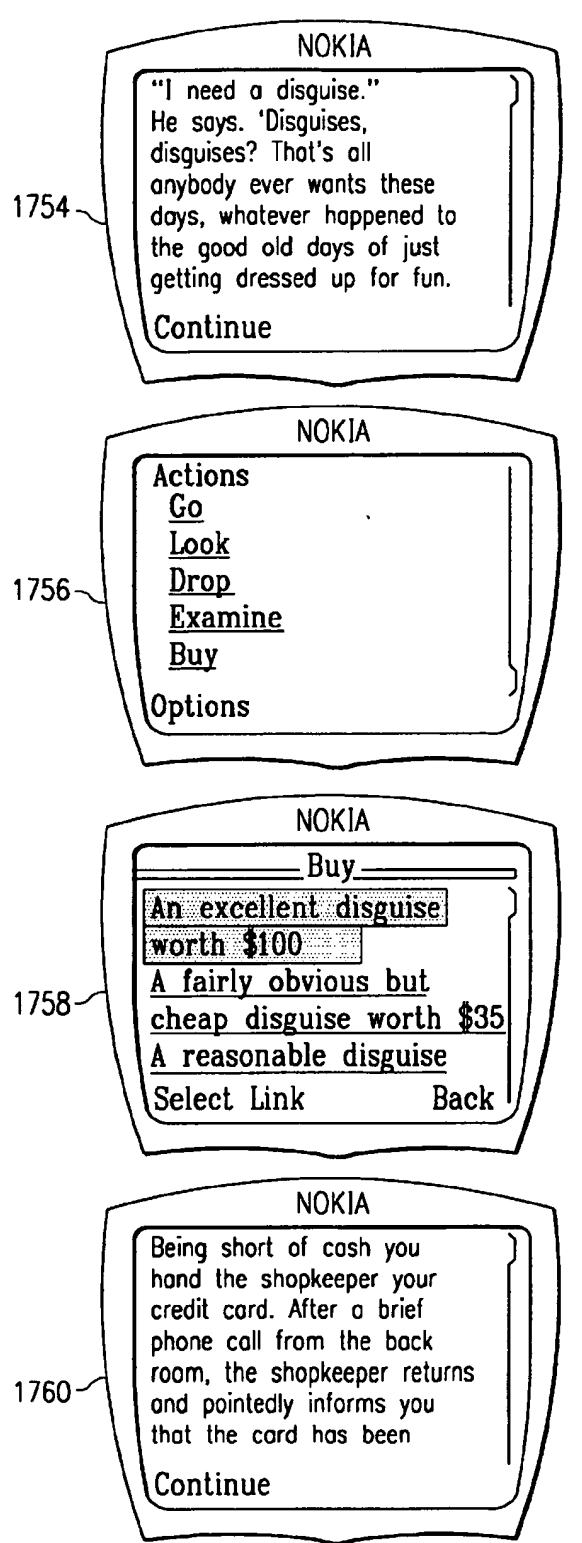 NOKIA
“I need a disguise.”
He says. ‘Disguises,
disguises? That's all
anybody ever wants these
days, whatever happened to
the good old days of just
getting dressed up for fun.
Continue
1754
NOKIA
Actions
Go
Look
Drop
Examine
Buy
Options
1756
NOKIA
Buy
An excellent disguise
worth $100
A fairly obvious but
cheap disguise worth $35
A reasonable disguise
Select Link Back
1758
NOKIA
Being short of cash you
hand the shopkeeper your
credit card. After a brief
phone call from the back
room, the shopkeeper returns
and pointedly informs you
that the card has been
Continue
1760